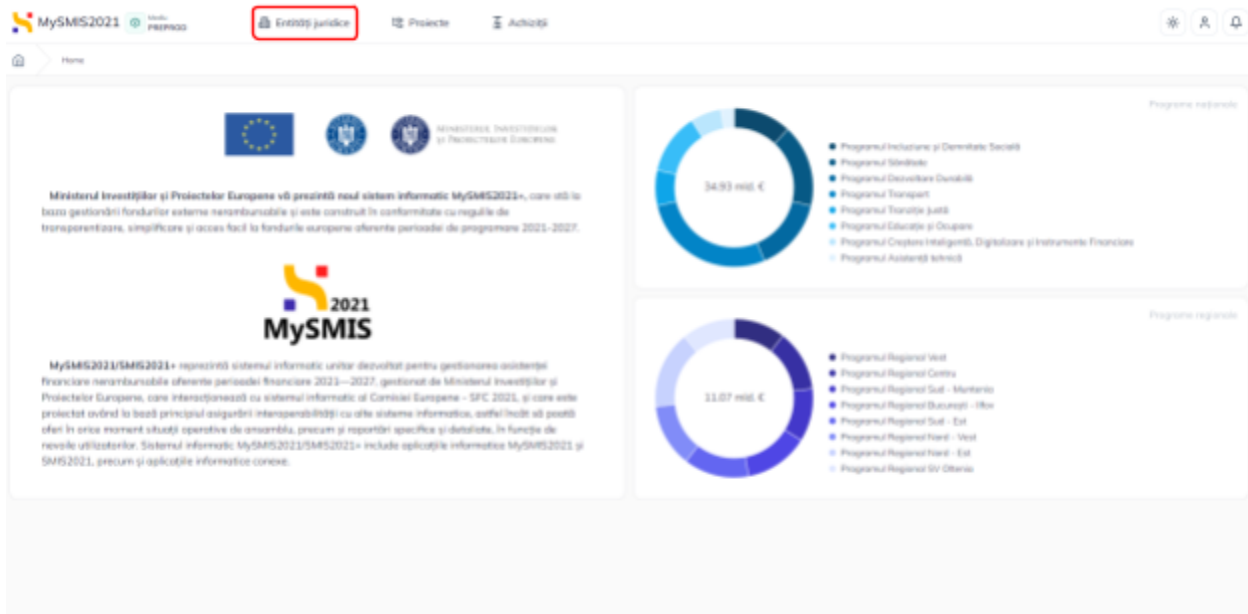 MySMIS2021
Mediu
PREPROD
Entități juridice
Proiecte
Achiziții
Home
MINISTERUL INVESTIȚIILOR
ȘI PROIECTELOR EUROPENE
Ministerul Investițiilor și Proiectelor Europene vă prezintă noul sistem informatic MySMIS2021+, care stă la
baza gestionării fondurilor externe nerambursabile și este construit în conformitate cu regulile de
transparentizare, simplificare și acces facil la fondurile europene aferente perioadei de programare 2021-2027.
2021
MySMIS
MySMIS2021/SMIS2021+ reprezintă sistemul informatic unitar dezvoltat pentru gestionarea asistenței
financiare nerambursabile aferente perioadei financiare 2021—2027, gestionat de Ministerul Investițiilor și
Proiectelor Europene, care interacționează cu sistemul informatic al Comisiei Europene - SFC 2021, și care este
proiectat având la bază principiul asigurării interoperabilității cu alte sisteme informatice, astfel încât să poată
oferi în orice moment situații operative de ansamblu, precum și raportări specifice și detaliate, în funcție de
nevoile utilizatorilor. Sistemul informatic MySMIS2021/SMIS2021+ include aplicațiile informatice MySMIS2021 și
SMIS2021, precum și aplicațiile informatice conexe.
Programe naționale
34.93 mld. €
Programul Incluziune și Demnitate Socială
Programul Sănătate
Programul Dezvoltare Durabilă
Programul Transport
Programul Tranziție Justă
Programul Educație și Ocupare
Programul Creștere Inteligentă, Digitalizare și Instrumente Financiare
Programul Asistență tehnică
Programe regionale
11.07 mld. €
Programul Regional Vest
Programul Regional Centru
Programul Regional Sud - Muntenia
Programul Regional București - Ilfov
Programul Regional Sud - Est
Programul Regional Nord - Vest
Programul Regional Nord - Est
Programul Regional SV Oltenia